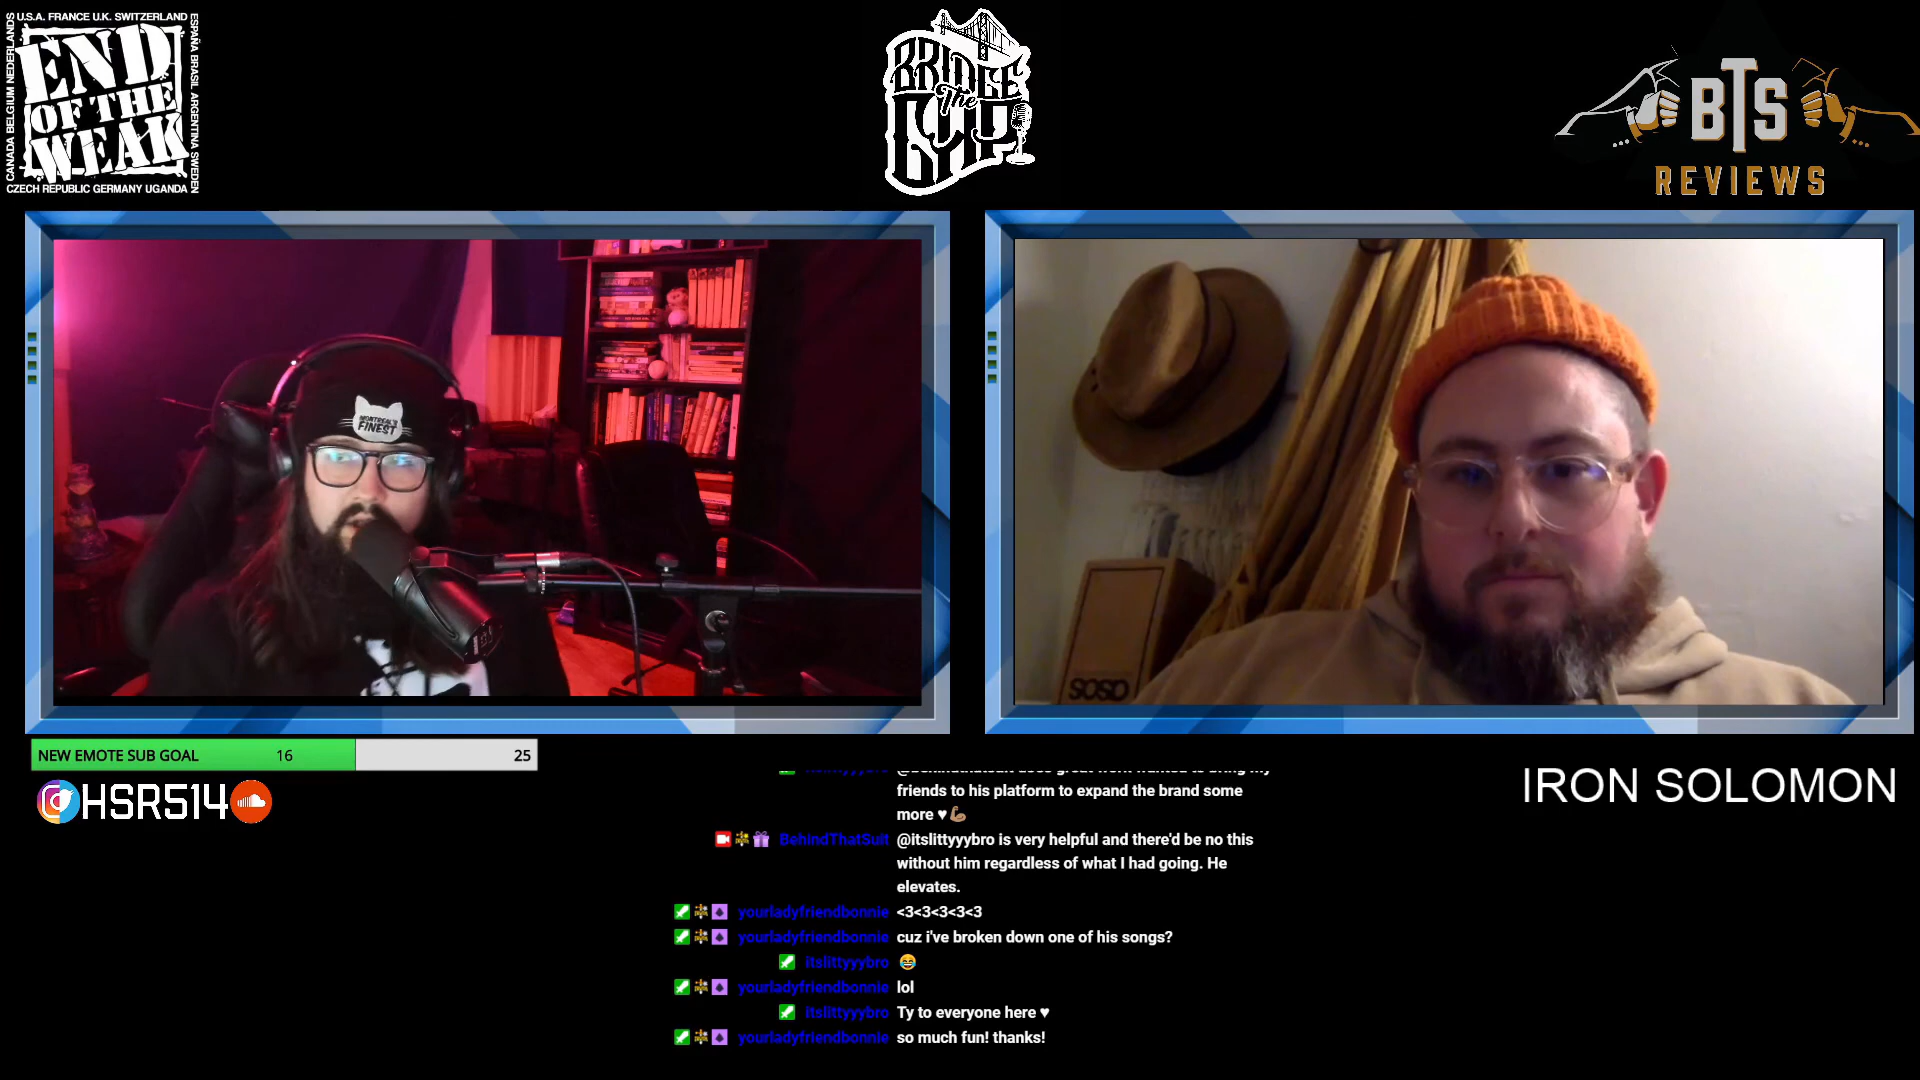 U.S.A. FRANCE U.K. SWITZERLAND
CANADA BELGIUM NEDERLANDS
ESPAÑA BRASIL ARGENTINA SWEDEN
END
OF THE
WEAK
CZECH REPUBLIC GERMANY UGANDA
BRIDGE
The
GAP
BTS
REVIEWS
MONTREAL'S
FINEST
SOSO
NEW EMOTE SUB GOAL 16 25
HSR514
IRON SOLOMON
friends to his platform to expand the brand some
more ♥💪🏽
BehindThatSuit @itslittyyybro is very helpful and there'd be no this
without him regardless of what I had going. He
elevates.
yourladyfriendbonnie <3<3<3<3<3
yourladyfriendbonnie cuz i've broken down one of his songs?
itslittyyybro 😂
yourladyfriendbonnie lol
itslittyyybro Ty to everyone here ♥
yourladyfriendbonnie so much fun! thanks!